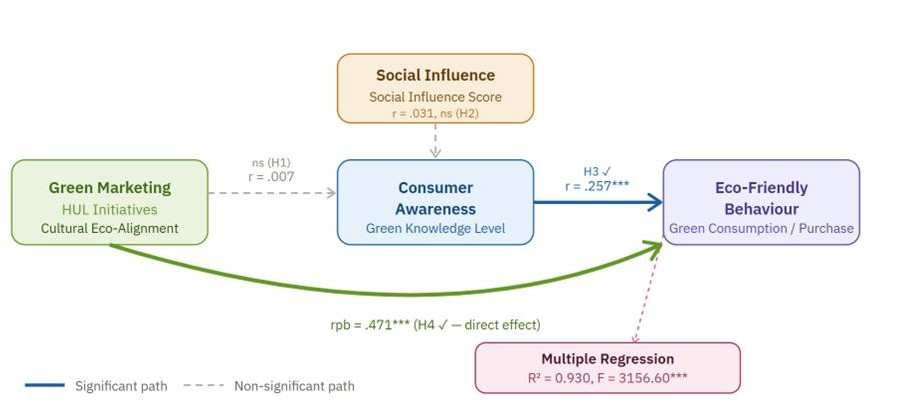 Social Influence
Social Influence Score
r = .031, ns (H2)
Green Marketing
HUL Initiatives
Cultural Eco-Alignment
ns (H1)
r = .007
Consumer
Awareness
Green Knowledge Level
H3 ✓
r = .257***
Eco-Friendly
Behaviour
Green Consumption / Purchase
rpb = .471*** (H4 ✓ — direct effect)
Multiple Regression
R² = 0.930, F = 3156.60***
Significant path
Non-significant path